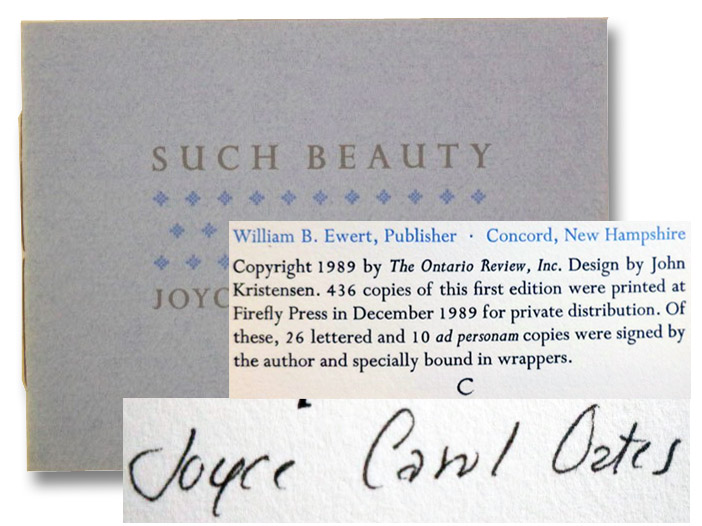 SUCH BEAUTY
JOYC
William B. Ewert, Publisher · Concord, New Hampshire
Copyright 1989 by The Ontario Review, Inc. Design by John
Kristensen. 436 copies of this first edition were printed at
Firefly Press in December 1989 for private distribution. Of
these, 26 lettered and 10 ad personam copies were signed by
the author and specially bound in wrappers.
C
Joyce Carol Oates